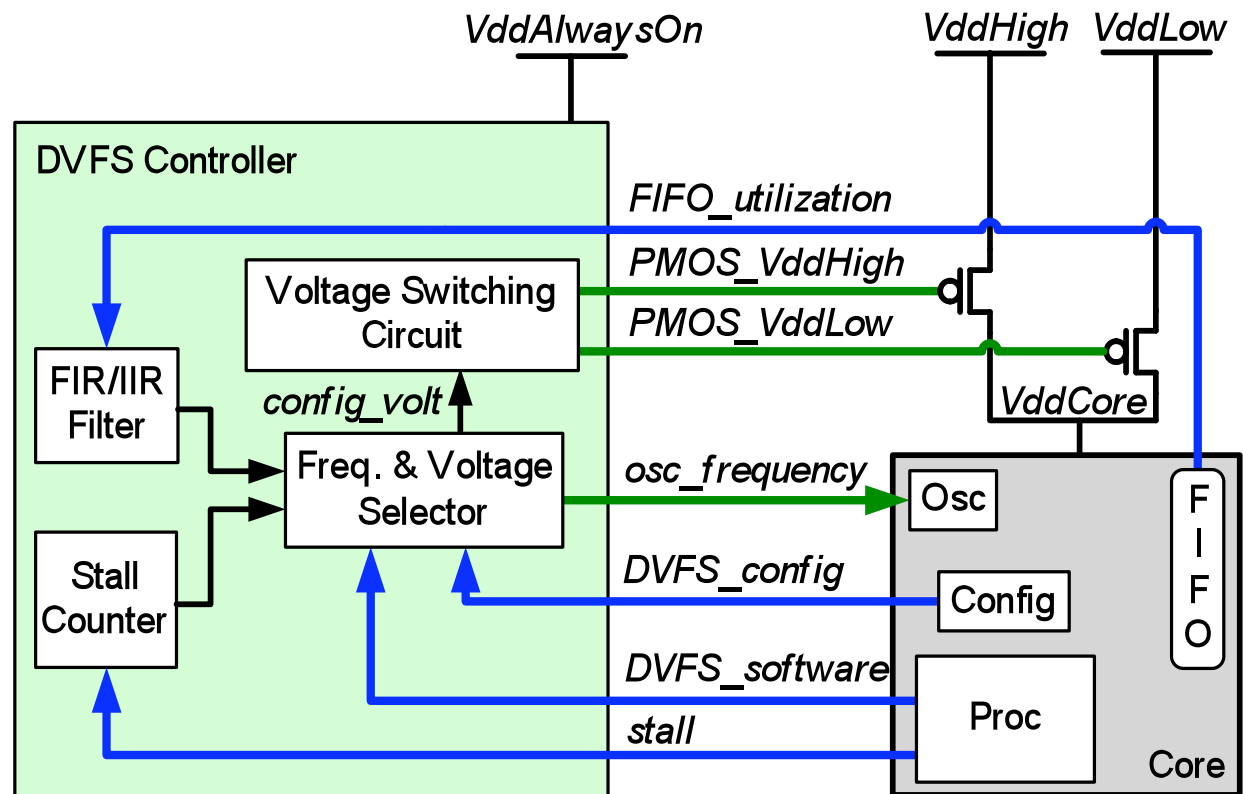 VddAlwaysOn
VddHigh
VddLow
DVFS Controller
FIFO_utilization
PMOS_VddHigh
Voltage Switching
Circuit
PMOS_VddLow
FIR/IIR
Filter
config_volt
VddCore
Freq. & Voltage
Selector
osc_frequency
Osc
F
I
F
O
Stall
Counter
DVFS_config
Config
DVFS_software
Proc
stall
Core